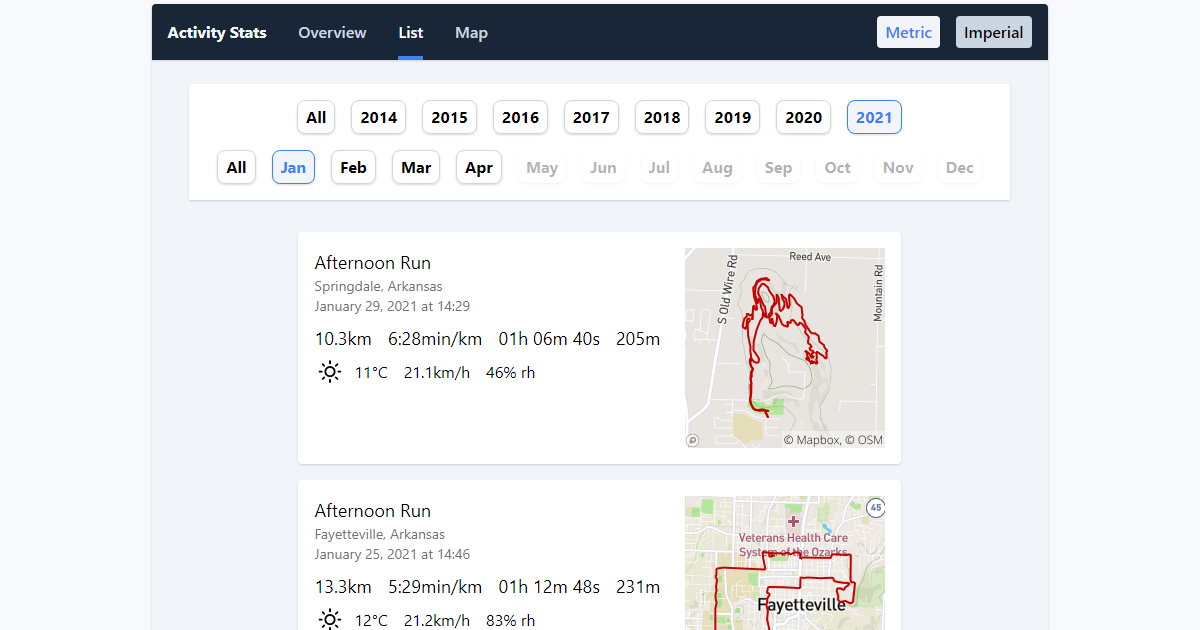 Activity Stats Overview List Map Metric Imperial
All 2014 2015 2016 2017 2018 2019 2020 2021
All Jan Feb Mar Apr May Jun Jul Aug Sep Oct Nov Dec
Afternoon Run
Springdale, Arkansas
January 29, 2021 at 14:29
10.3km 6:28min/km 01h 06m 40s 205m
11°C 21.1km/h 46% rh
Reed Ave
S Old Wire Rd
Mountain Rd
© Mapbox, © OSM
Afternoon Run
Fayetteville, Arkansas
January 25, 2021 at 14:46
13.3km 5:29min/km 01h 12m 48s 231m
12°C 21.2km/h 83% rh
45
Veterans Health Care
System of the Ozarks
Fayetteville